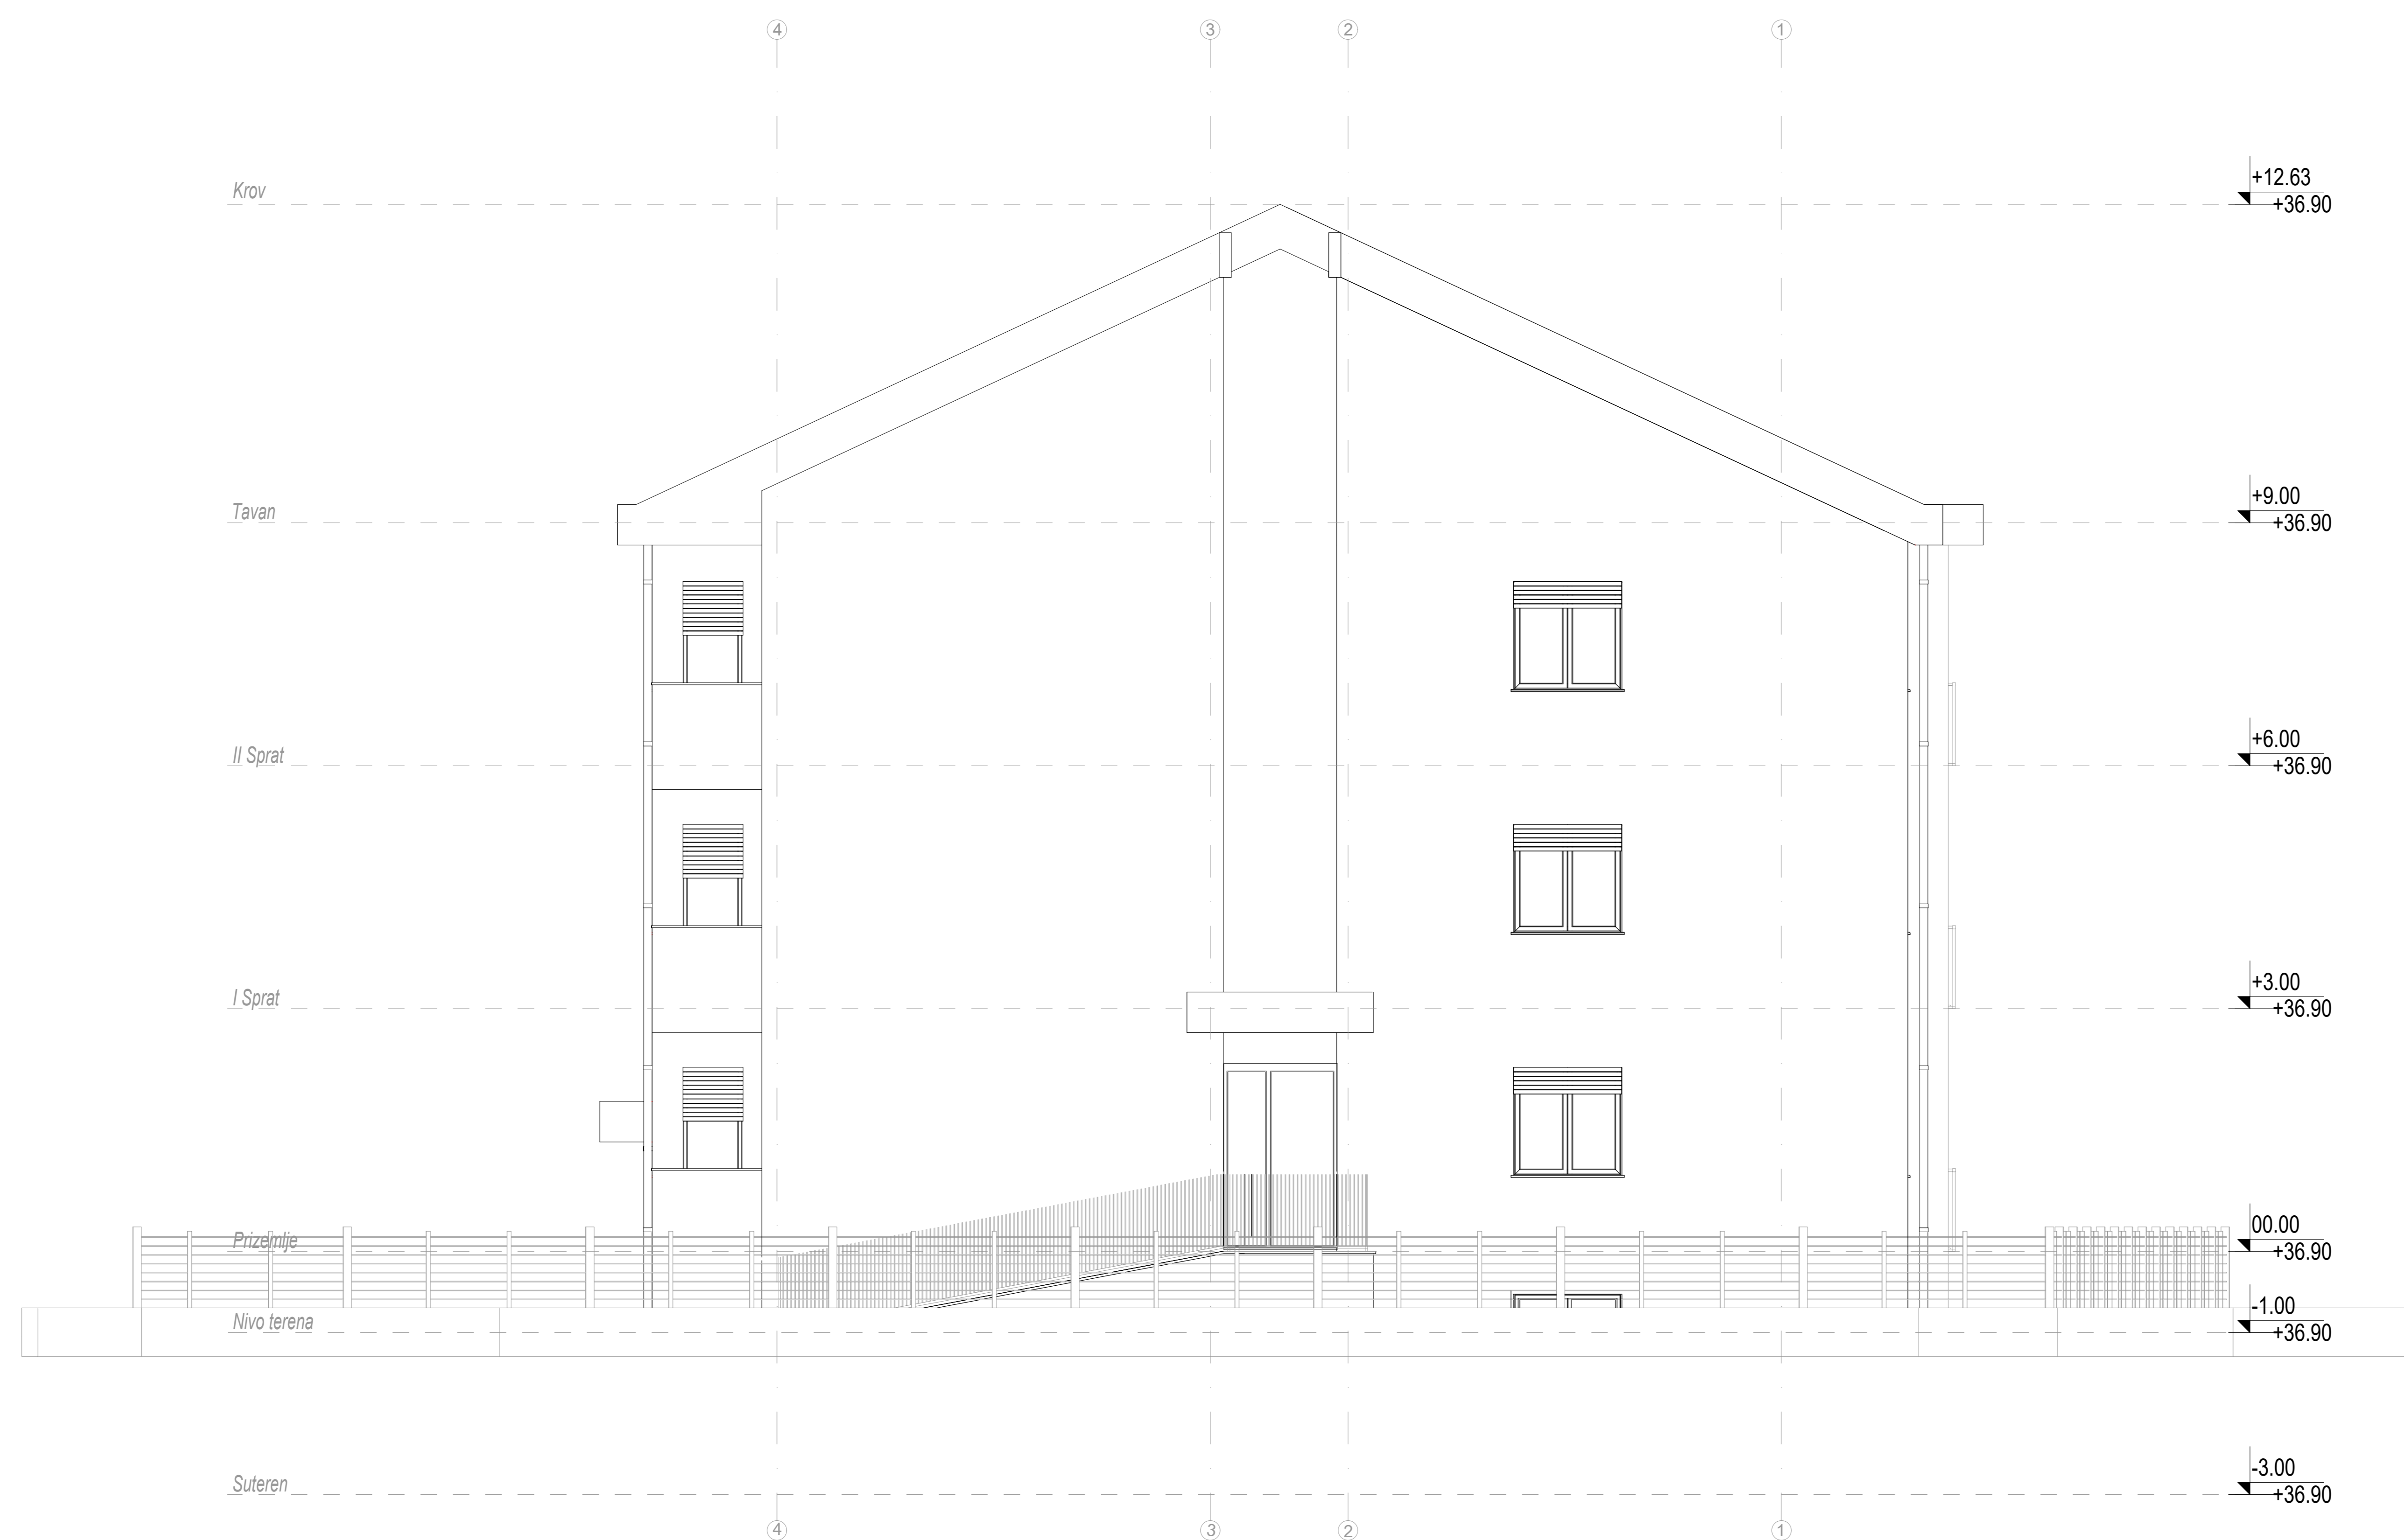 4 3 2 1
Krov
+12.63
+36.90
Tavan
+9.00
+36.90
II Sprat
+6.00
+36.90
I Sprat
+3.00
+36.90
Prizemlje
00.00
+36.90
Nivo terena
-1.00
+36.90
Suteren
-3.00
+36.90
4 3 2 1